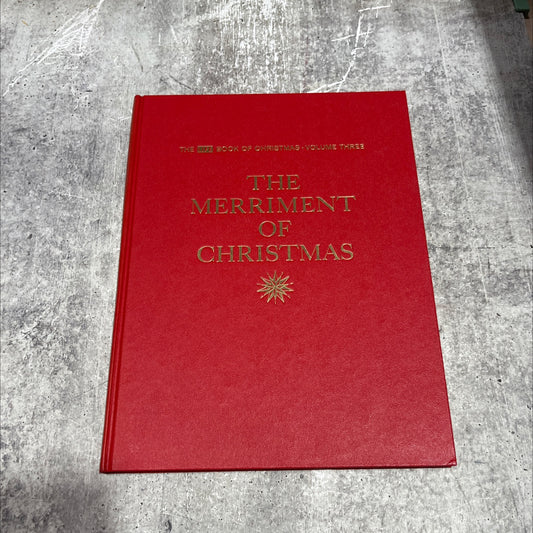 THE LIFE BOOK OF CHRISTMAS · VOLUME THREE
THE
MERRIMENT
OF
CHRISTMAS